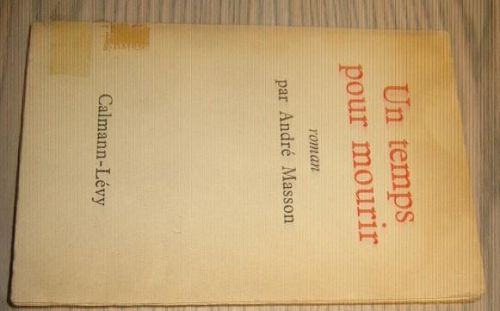 Un temps
pour mourir
roman
par André Masson
Calmann-Lévy